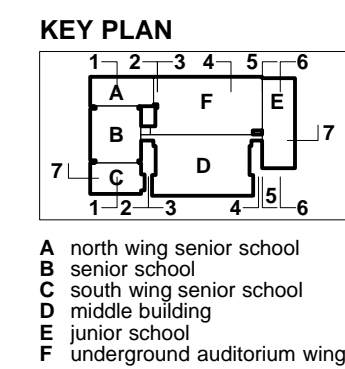 KEY PLAN
1 2 3 4 5 6
A F E
B 7
D
7 C
1 2 3 4 5 6
A north wing senior school
B senior school
C south wing senior school
D middle building
E junior school
F underground auditorium wing